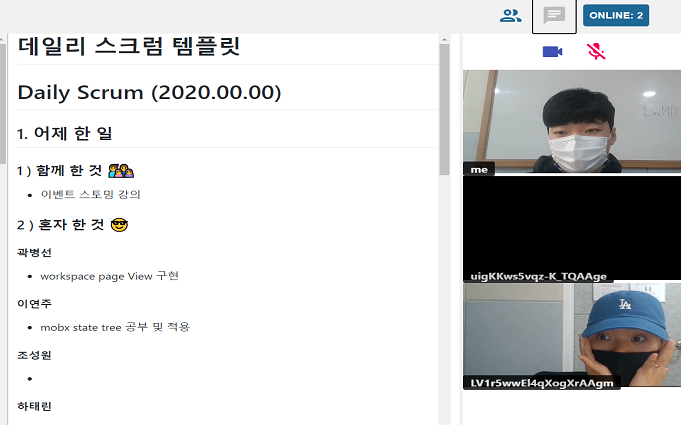 ONLINE: 2
데일리 스크럼 템플릿
Daily Scrum (2020.00.00)
1. 어제 한 일
1 ) 함께 한 것
이벤트 스토밍 강의
2 ) 혼자 한 것
곽병선
workspace page View 구현
이연주
mobx state tree 공부 및 적용
조성원
하태린
me
uigKKws5vqz-K_TQAAge
LA
LV1r5wwEl4qXogXrAAgm